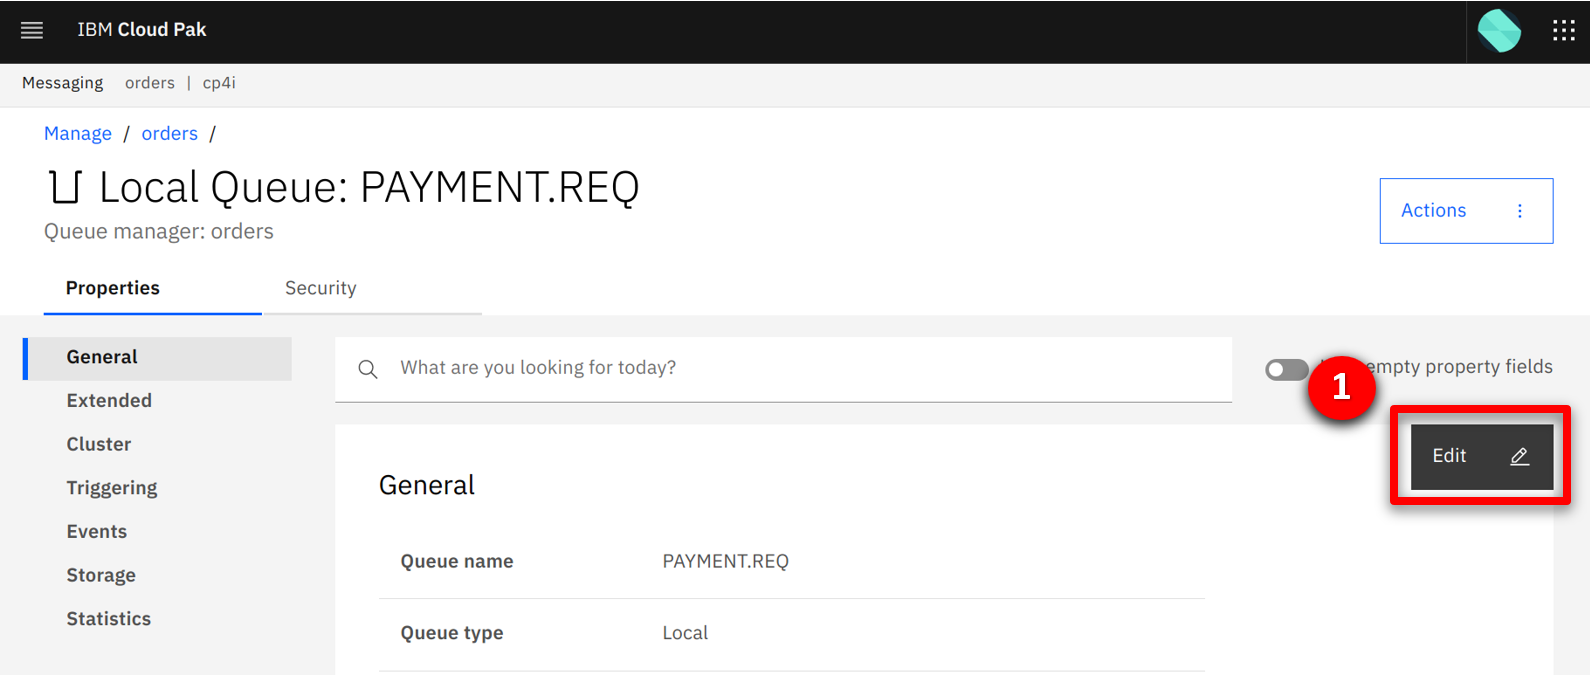 IBM Cloud Pak
Messaging orders | cp4i
Manage / orders /
Local Queue: PAYMENT.REQ
Queue manager: orders
Actions
Properties Security
General
Extended
Cluster
Triggering
Events
Storage
Statistics
What are you looking for today?
empty property fields
1
Edit
General
Queue name PAYMENT.REQ
Queue type Local